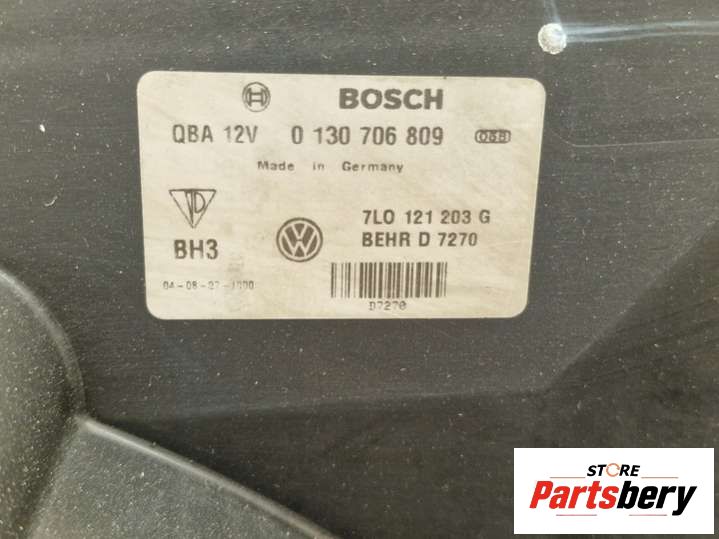 BOSCH
QBA 12V 0 130 706 809 068
Made in Germany
7L0 121 203 G
BH3 BEHR D 7270
D7270
STORE
Partsbery